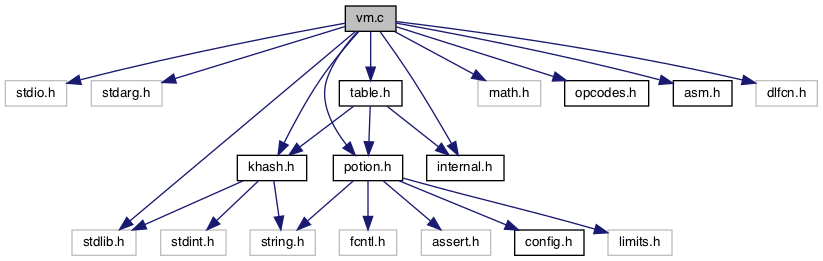 vm.c
stdio.h
stdarg.h
table.h
math.h
opcodes.h
asm.h
dlfcn.h
khash.h
potion.h
internal.h
stdlib.h
stdint.h
string.h
fcntl.h
assert.h
config.h
limits.h